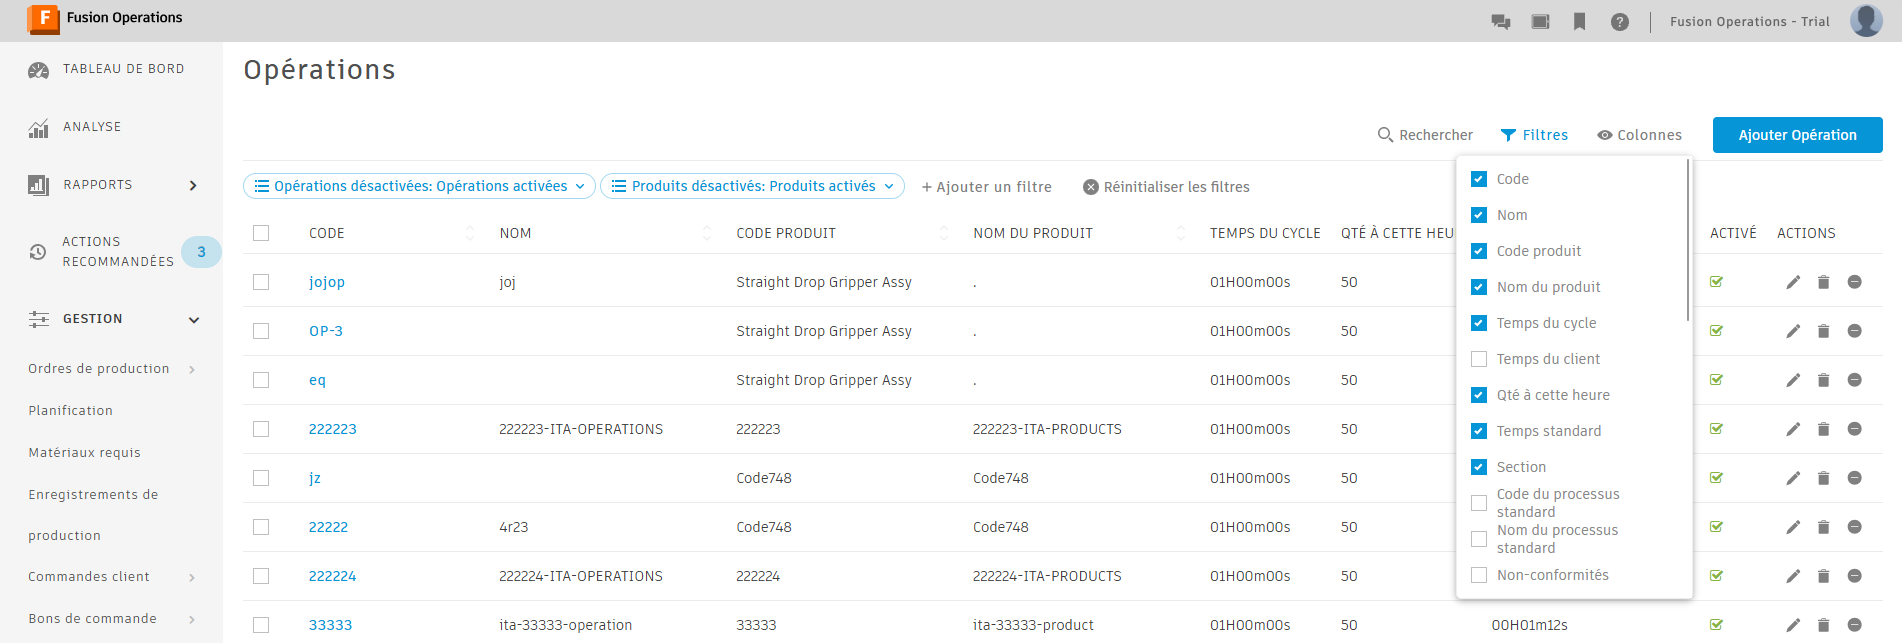 F Fusion Operations
? Fusion Operations - Trial
TABLEAU DE BORD
ANALYSE
RAPPORTS
ACTIONS
RECOMMANDÉES
3
GESTION
Ordres de production
Planification
Matériaux requis
Enregistrements de
production
Commandes client
Bons de commande
Opérations
Rechercher Filtres Colonnes Ajouter Opération
Opérations désactivées: Opérations activées Produits désactivés: Produits activés + Ajouter un filtre Réinitialiser les filtres
CODE NOM CODE PRODUIT NOM DU PRODUIT TEMPS DU CYCLE QTÉ À CETTE HEU ACTIVÉ ACTIONS
jojop joj Straight Drop Gripper Assy . 01H00m00s 50
OP-3 Straight Drop Gripper Assy . 01H00m00s 50
eq Straight Drop Gripper Assy . 01H00m00s 50
222223 222223-ITA-OPERATIONS 222223 222223-ITA-PRODUCTS 01H00m00s 50
jz Code748 Code748 01H00m00s 50
22222 4r23 Code748 Code748 01H00m00s 50
222224 222224-ITA-OPERATIONS 222224 222224-ITA-PRODUCTS 01H00m00s 50
33333 ita-33333-operation 33333 ita-33333-product 01H00m00s 50 00H01m12s
Code
Nom
Code produit
Nom du produit
Temps du cycle
Temps du client
Qté à cette heure
Temps standard
Section
Code du processus
standard
Nom du processus
standard
Non-conformités